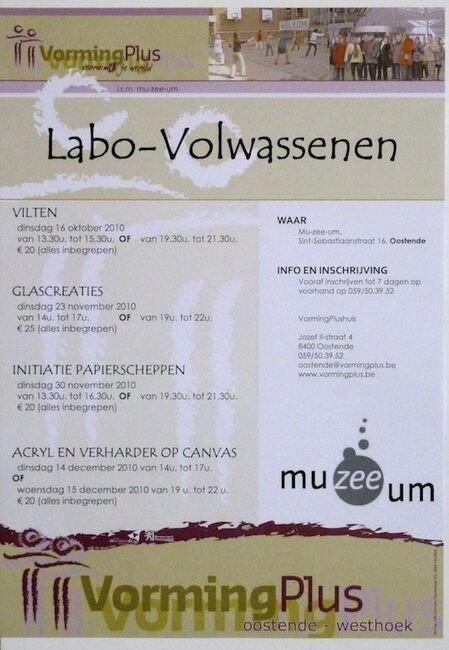 VormingPlus
verruimt je wereld
WELKOM
i.s.m. mu-zee-um
Labo-Volwassenen
VILTEN
dinsdag 16 oktober 2010
van 13.30u. tot 15.30u. OF van 19.30u. tot 21.30u.
€ 20 (alles inbegrepen)
GLASCREATIES
dinsdag 23 november 2010
van 14u. tot 17u. OF van 19u. tot 22u.
€ 25 (alles inbegrepen)
INITIATIE PAPIERSCHEPPEN
dinsdag 30 november 2010
van 13.30u. tot 16.30u. OF van 19.30u. tot 21.30u.
€ 20 (alles inbegrepen)
ACRYL EN VERHARDER OP CANVAS
dinsdag 14 december 2010 van 14u. tot 17u.
OF
woensdag 15 december 2010 van 19 u. tot 22 u.
€ 20 (alles inbegrepen)
WAAR
Mu-zee-um,
Sint-Sebastiaanstraat 16, Oostende
INFO EN INSCHRIJVING
Vooraf inschrijven tot 7 dagen op
voorhand op 059/50.39.52
VormingPlushuis
Jozef II-straat 4
8400 Oostende
059/50.39.52
oostende@vormingplus.be
www.vormingplus.be
muzeeum
VormingPlus
oostende - westhoek